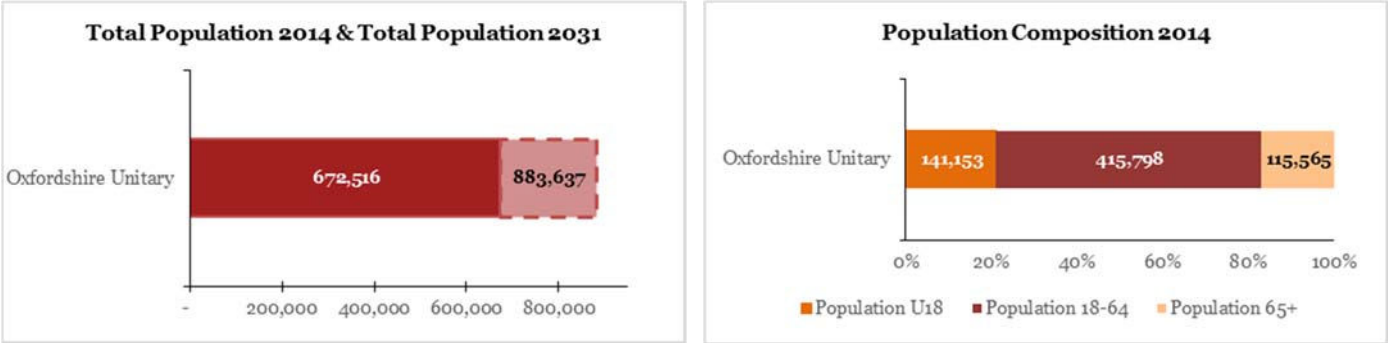 Total Population 2014 & Total Population 2031
Oxfordshire Unitary
672,516
883,637
-
200,000
400,000
600,000
800,000
Population Composition 2014
Oxfordshire Unitary
141,153
415,798
115,565
0%
20%
40%
60%
80%
100%
Population U18
Population 18-64
Population 65+